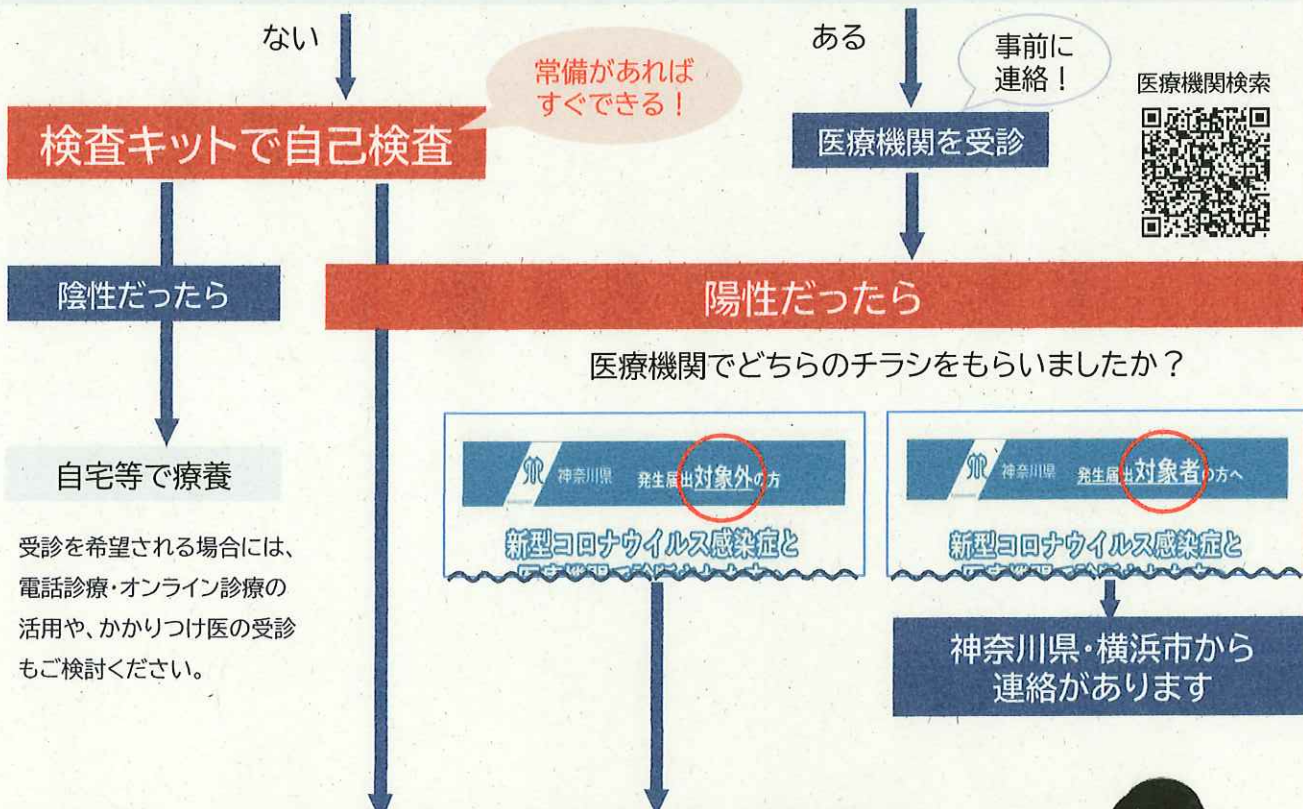 ない
常備があれば
すぐできる！
検査キットで自己検査
ある
事前に
連絡！
医療機関検索
医療機関を受診
陰性だったら
陽性だったら
自宅等で療養
受診を希望される場合には、
電話診療・オンライン診療の
活用や、かかりつけ医の受診
もご検討ください。
医療機関でどちらのチラシをもらいましたか？
神奈川県 発生届出対象外の方
新型コロナウイルス感染症と
神奈川県 発生届出対象者の方へ
新型コロナウイルス感染症と
神奈川県・横浜市から
連絡があります